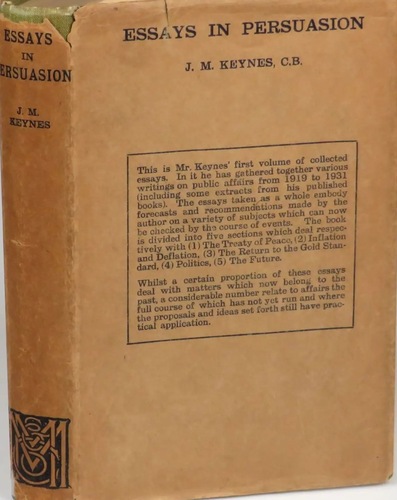 ESSAYS
IN
PERSUASION
J. M.
KEYNES
ESSAYS IN PERSUASION
J. M. KEYNES, C.B.
This is Mr. Keynes' first volume of collected
essays. In it he has gathered together various
writings on public affairs from 1919 to 1931
(including some extracts from his published
books). The essays taken as a whole embody
forecasts and recommendations made by the
author on a variety of subjects which can now
be checked by the course of events. The book
is divided into five sections which deal respec-
tively with (1) The Treaty of Peace, (2) Inflation
and Deflation, (3) The Return to the Gold Stan-
dard, (4) Politics, (5) The Future.
Whilst a certain proportion of these essays
deal with matters which now belong to the
past, a considerable number relate to affairs the
full course of which has not yet run and where
the proposals and ideas set forth still have prac-
tical application.